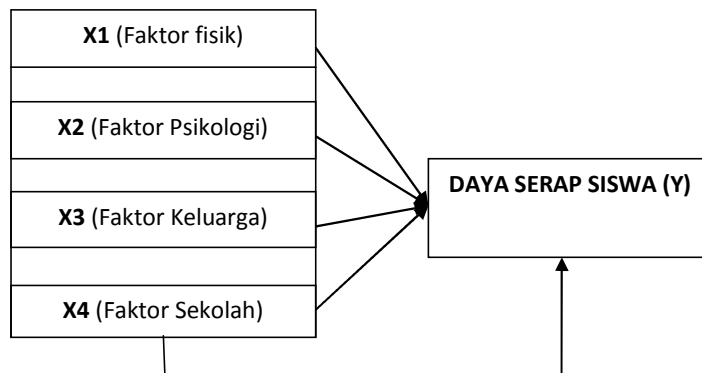 X1 (Faktor fisik)
X2 (Faktor Psikologi)
X3 (Faktor Keluarga)
X4 (Faktor Sekolah)
DAYA SERAP SISWA (Y)